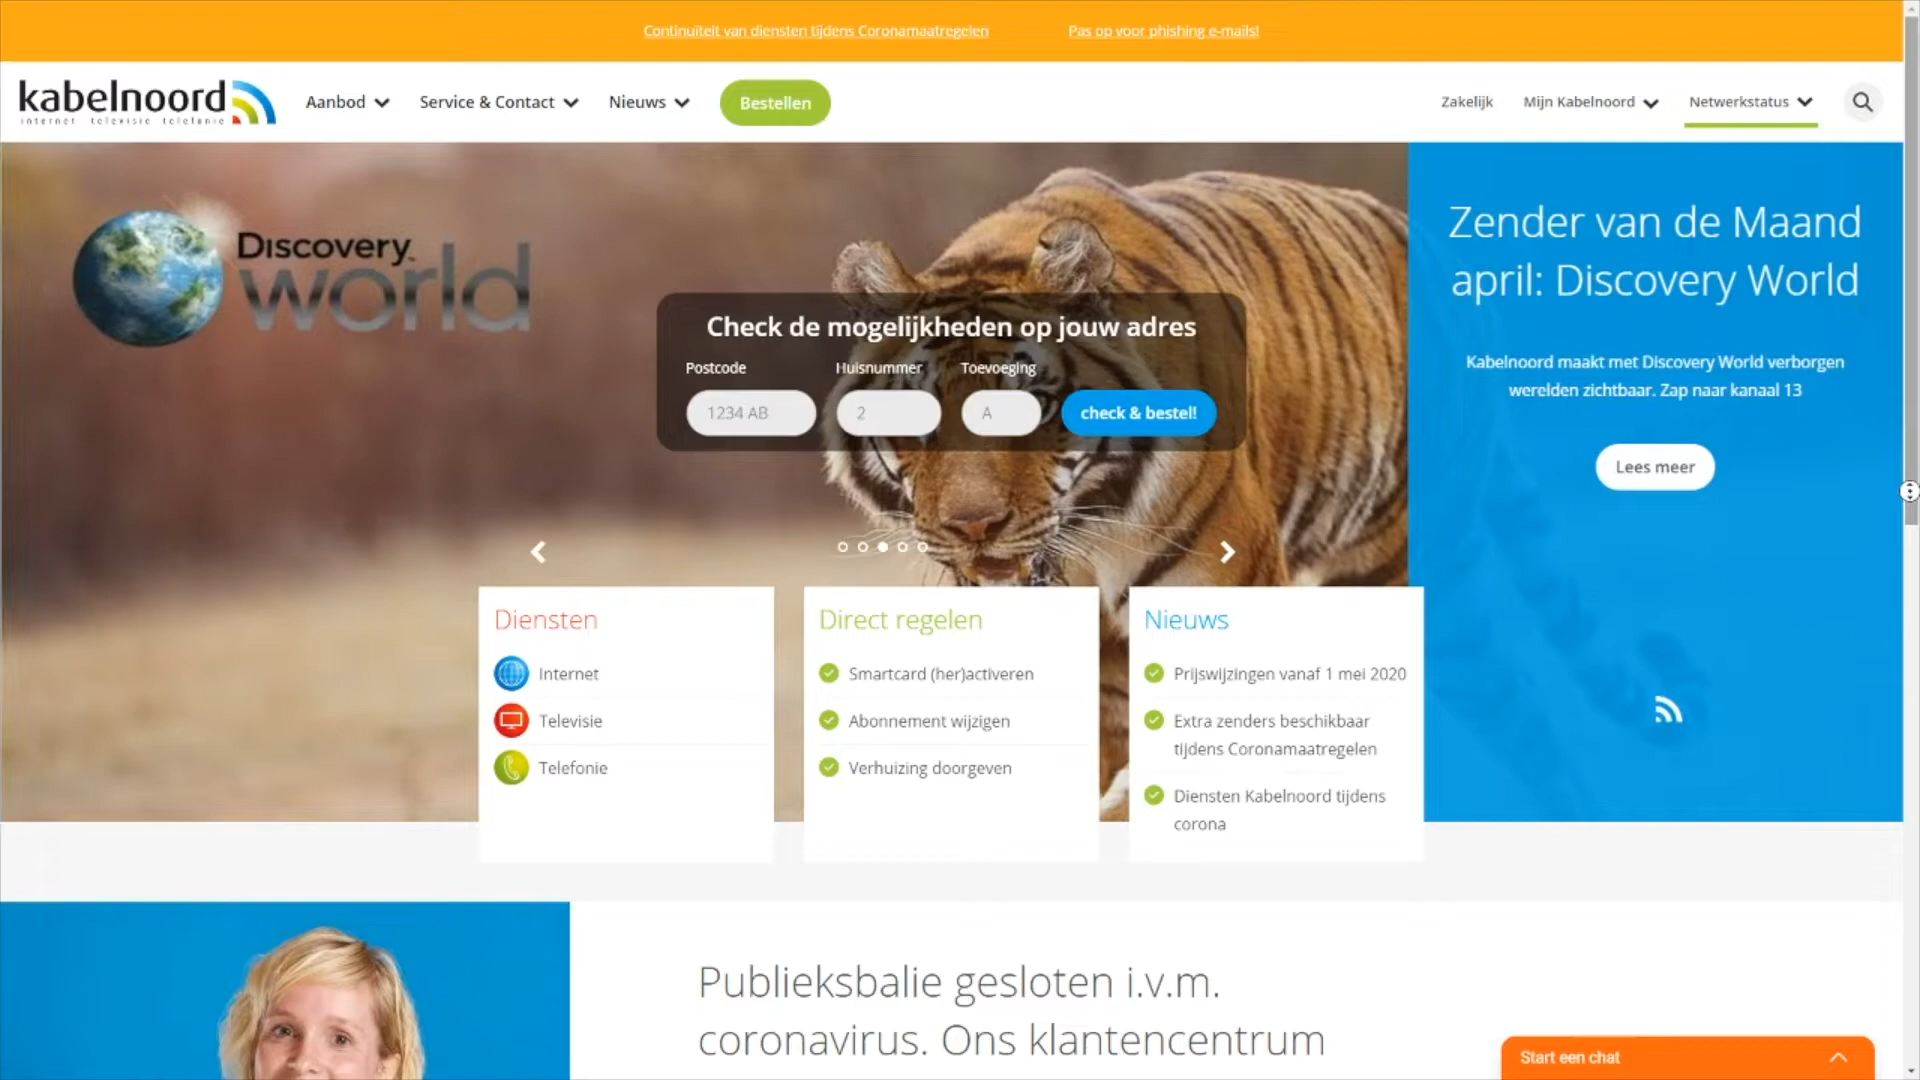 Continuïteit van diensten tijdens Coronamaatregelen
Pas op voor phishing e-mails!
kabelnoord
internet televisie telefonie
Aanbod
Service & Contact
Nieuws
Bestellen
Zakelijk
Mijn Kabelnoord
Netwerkstatus
Discovery
world
Check de mogelijkheden op jouw adres
Postcode
Huisnummer
Toevoeging
1234 AB
2
A
check & bestel!
Zender van de Maand
april: Discovery World
Kabelnoord maakt met Discovery World verborgen
werelden zichtbaar. Zap naar kanaal 13
Lees meer
Diensten
Internet
Televisie
Telefonie
Direct regelen
Smartcard (her)activeren
Abonnement wijzigen
Verhuizing doorgeven
Nieuws
Prijswijzingen vanaf 1 mei 2020
Extra zenders beschikbaar
tijdens Coronamaatregelen
Diensten Kabelnoord tijdens
corona
Publieksbalie gesloten i.v.m.
coronavirus. Ons klantencentrum
Start een chat